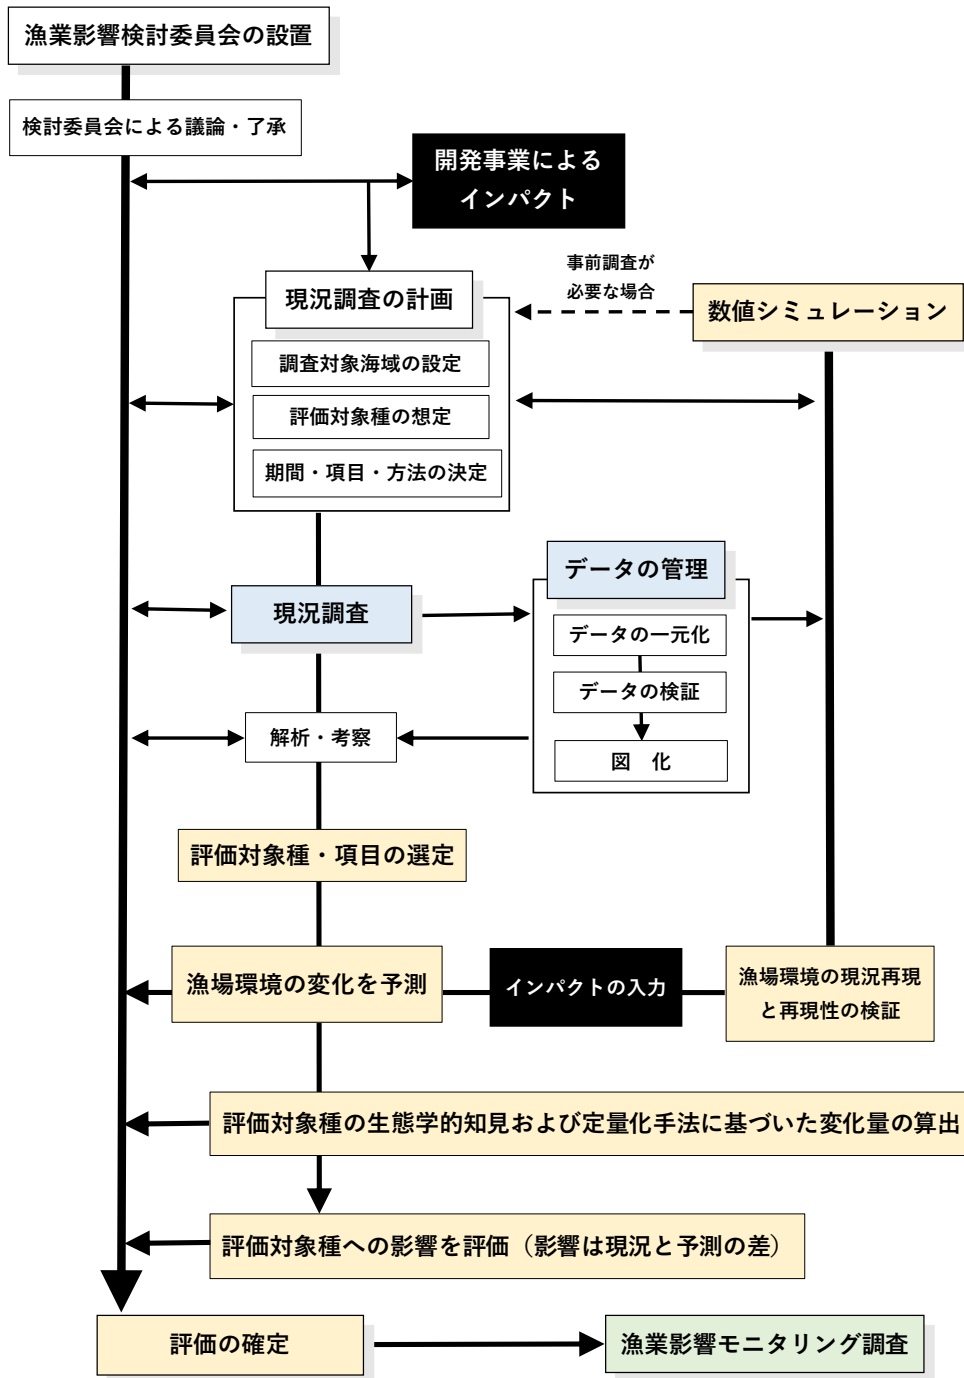 漁業影響検討委員会の設置
検討委員会による議論・了承
開発事業による
インパクト
事前調査が
必要な場合
現況調査の計画
数値シミュレーション
調査対象海域の設定
評価対象種の想定
期間・項目・方法の決定
データの管理
現況調査
データの一元化
データの検証
解析・考察
図 化
評価対象種・項目の選定
漁場環境の変化を予測
インパクトの入力
漁場環境の現況再現
と再現性の検証
評価対象種の生態学的知見および定量化手法に基づいた変化量の算出
評価対象種への影響を評価（影響は現況と予測の差）
評価の確定
漁業影響モニタリング調査